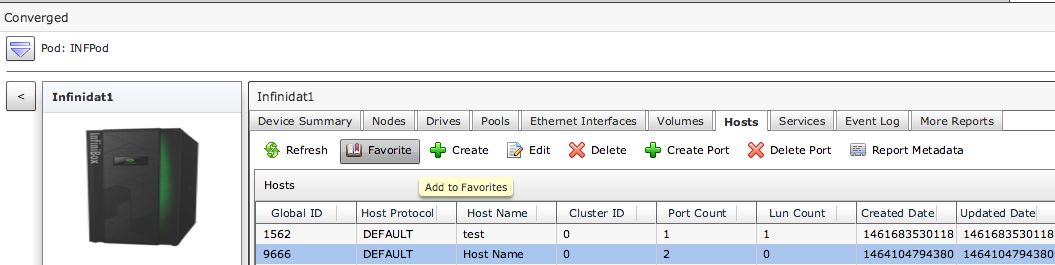 Converged
Pod: INFPod
<
Infinidat1
InfiniBox
Infinidat1
Device Summary Nodes Drives Pools Ethernet Interfaces Volumes Hosts Services Event Log More Reports
Refresh Favorite Create Edit Delete Create Port Delete Port Report Metadata
Add to Favorites
Hosts
Global ID Host Protocol Host Name Cluster ID Port Count Lun Count Created Date Updated Date
1562 DEFAULT test 0 1 1 1461683530118 1461683530118
9666 DEFAULT Host Name 0 2 0 1464104794380 1464104794380